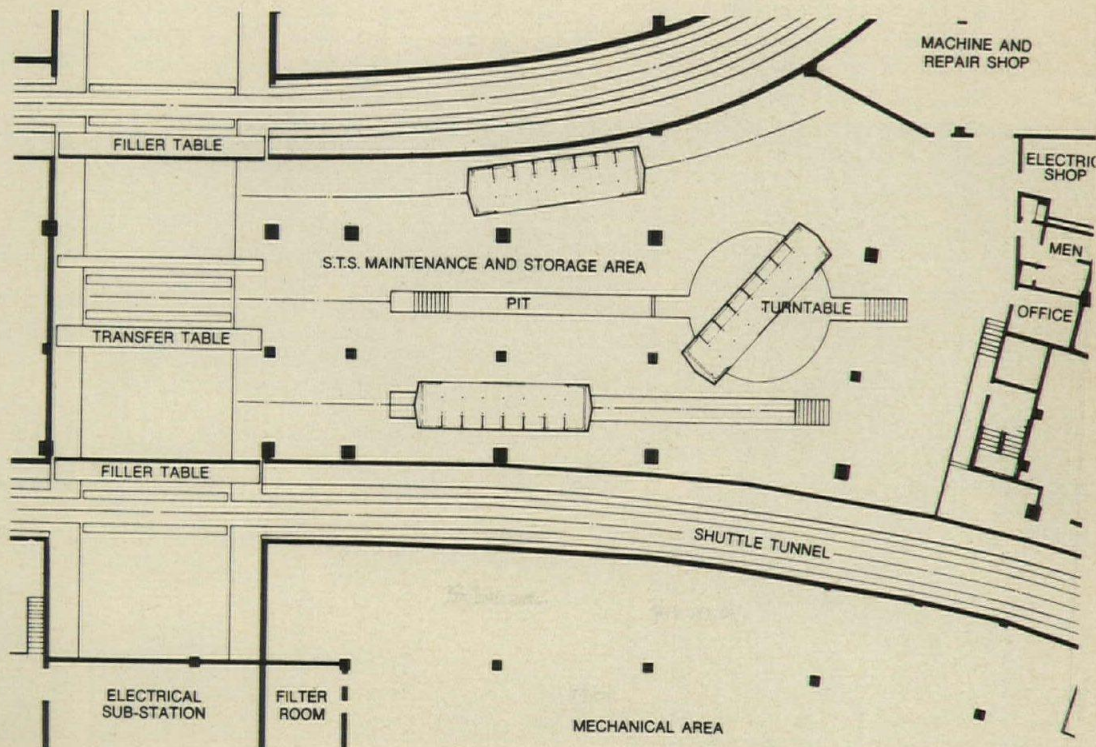 MACHINE AND
REPAIR SHOP
FILLER TABLE
ELECTRIC
SHOP
MEN
S.T.S. MAINTENANCE AND STORAGE AREA
PIT
TURNTABLE
OFFICE
TRANSFER TABLE
FILLER TABLE
SHUTTLE TUNNEL
ELECTRICAL
SUB-STATION
FILTER
ROOM
MECHANICAL AREA